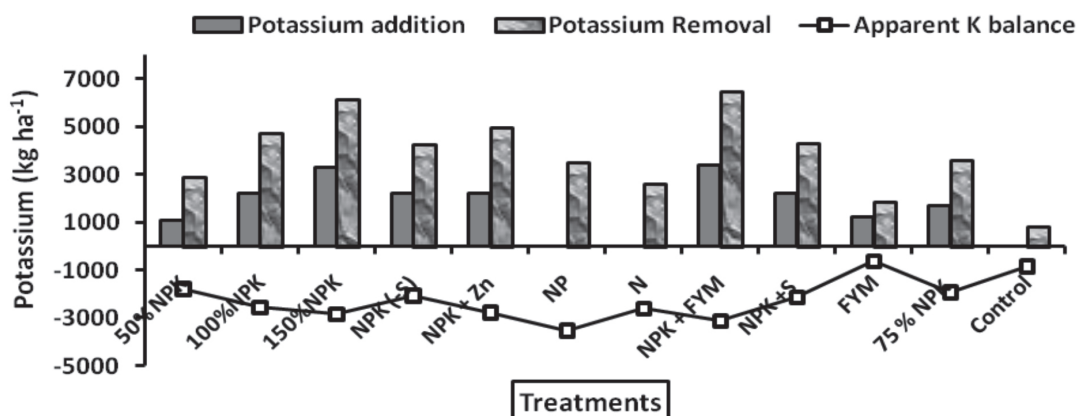 Potassium addition Potassium Removal Apparent K balance
Potassium (kg ha-1)
7000
5000
3000
1000
-1000
-3000
-5000
50%NPK
100%NPK
150%NPK
NPK(-S)
NPK + Zn
NP
N
NPK + FYM
NPK +S
FYM
75 % NPK
Control
Treatments